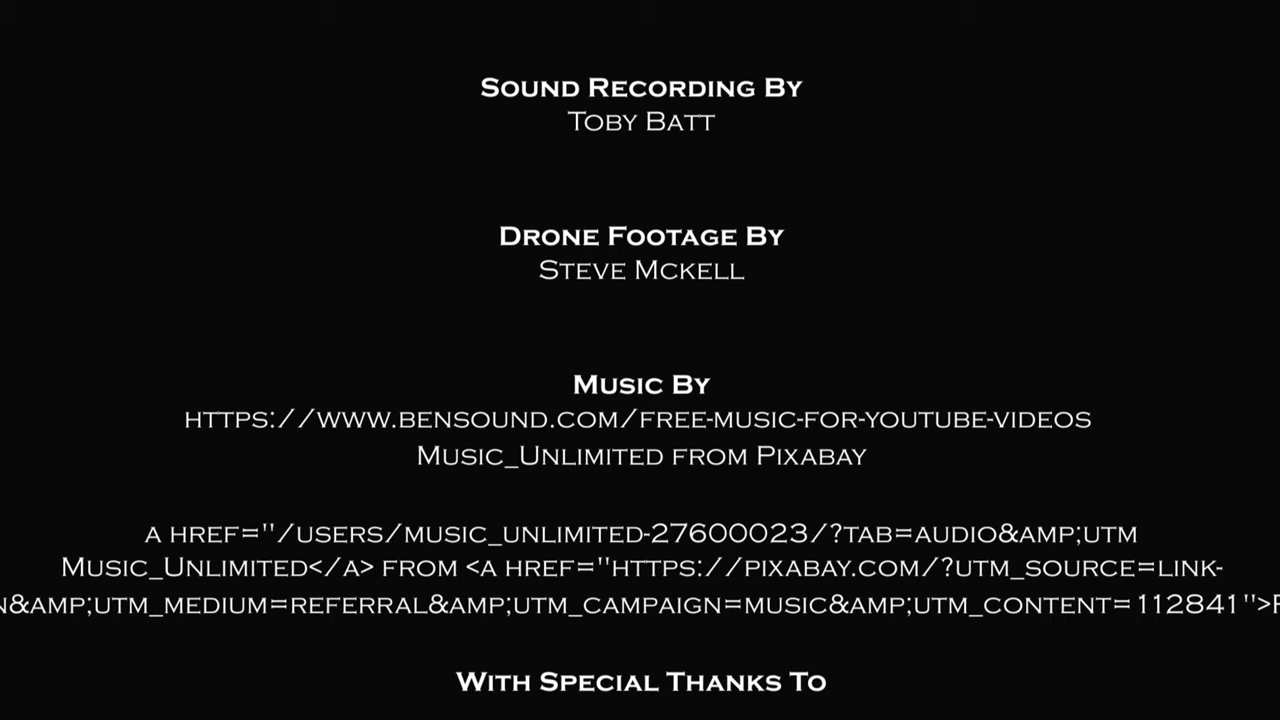 Sound Recording By
Toby Batt
Drone Footage By
Steve Mckell
Music By
https://www.bensound.com/free-music-for-youtube-videos
Music_Unlimited from Pixabay
a href="/users/music_unlimited-27600023/?tab=audio&amp;utm
Music_Unlimited</a> from <a href="https://pixabay.com/?utm_source=link-
n&amp;utm_medium=referral&amp;utm_campaign=music&amp;utm_content=112841">P
With Special Thanks To